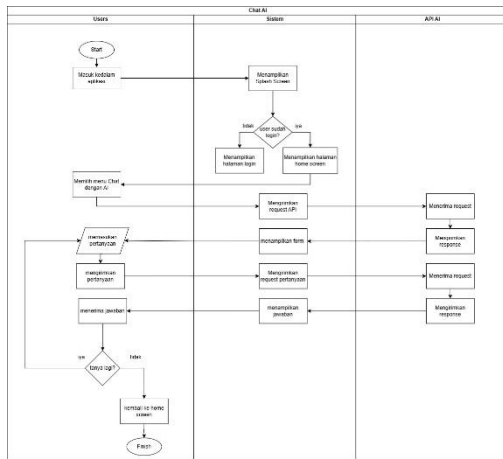 Chat AI
Users
Sistem
API AI
Start
Masuk kedalam
aplikasi
Menampilkan
Splash Screen
user sudah
login?
tidak
iya
Menampilkan
halaman login
Menampilkan halaman
home screen
Memilih menu Chat
dengan AI
Mengirimkan
request API
Menerima request
memasukan
pertanyaan
menampilkan form
Mengirimkan
response
mengirimkan
pertanyaan
Mengirimkan
request pertanyaan
Menerima request
menerima jawaban
menampilkan
jawaban
Mengirimkan
response
iya
tanya lagi?
tidak
kembali ke home
screen
Finish